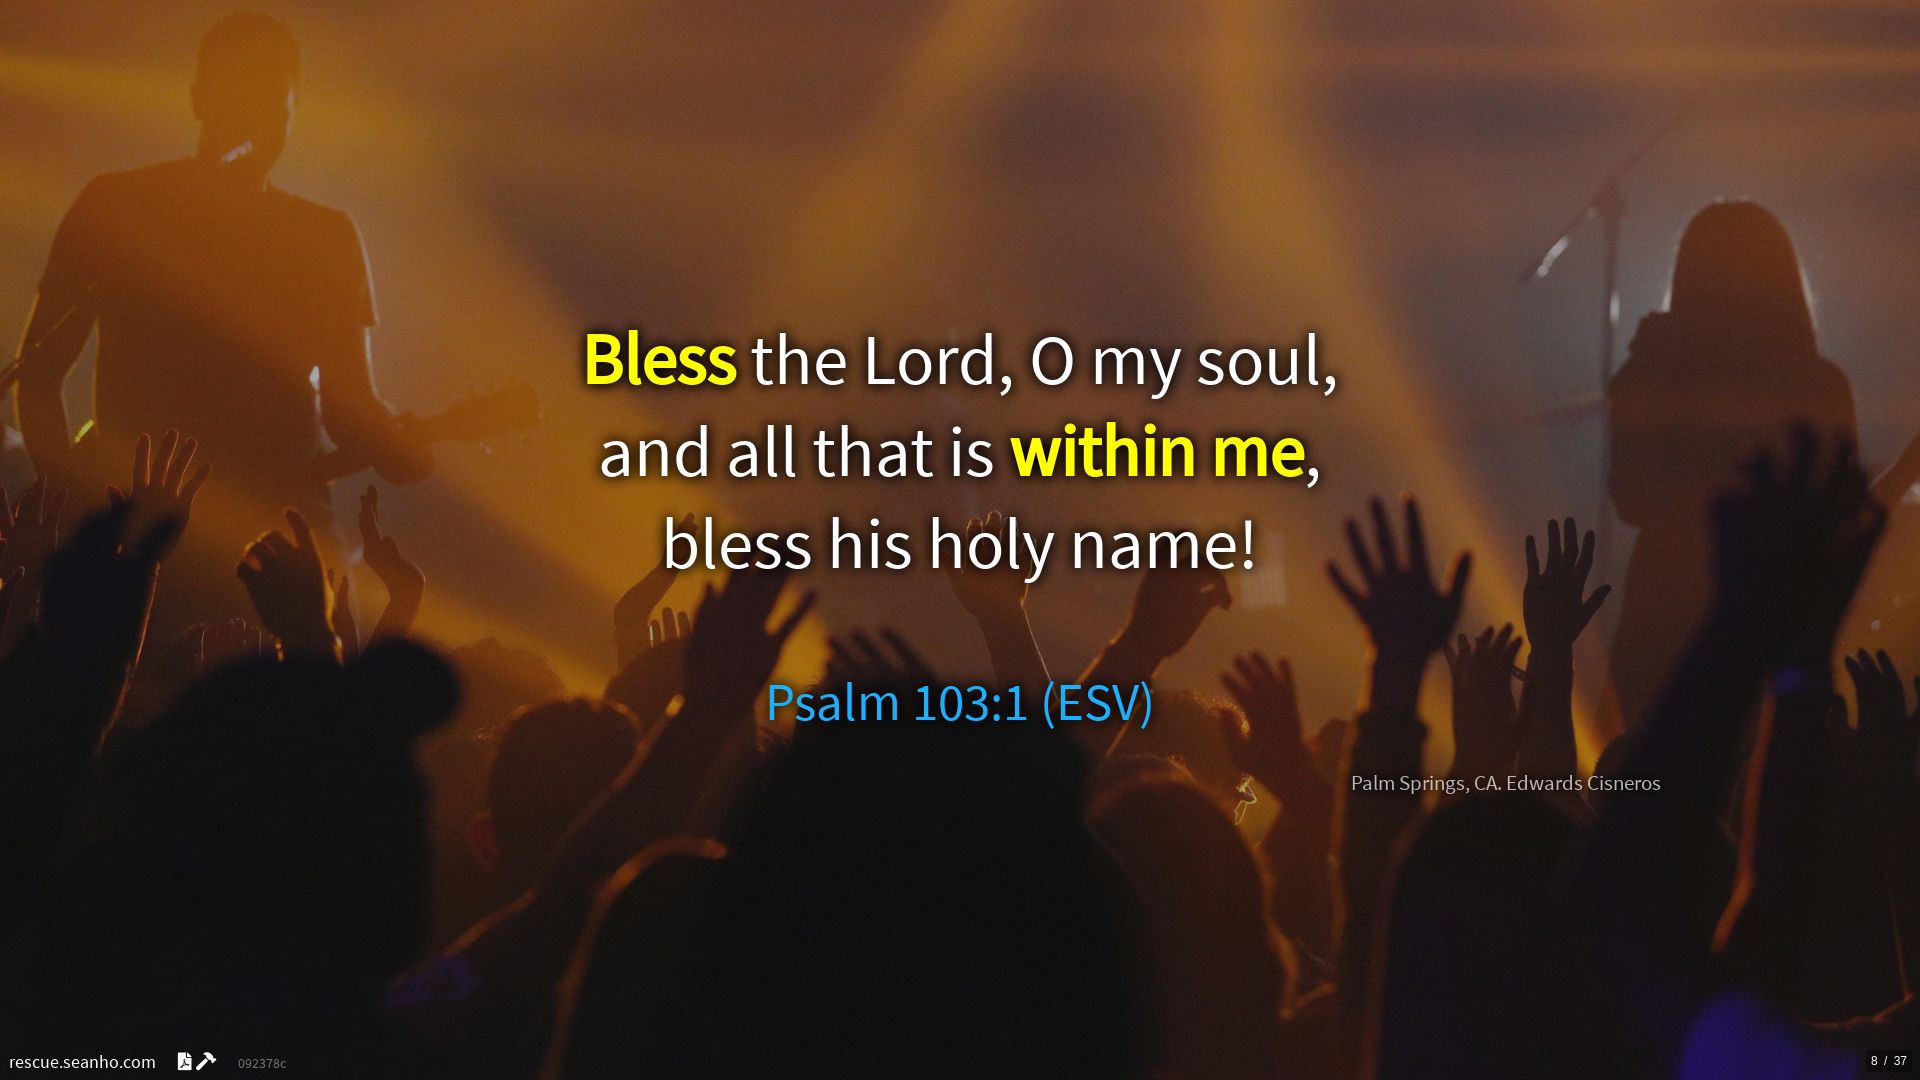 Bless the Lord, O my soul,
and all that is within me,
bless his holy name!
Psalm 103:1 (ESV)
Palm Springs, CA. Edwards Cisneros
rescue.seanho.com 092378c
8 / 37